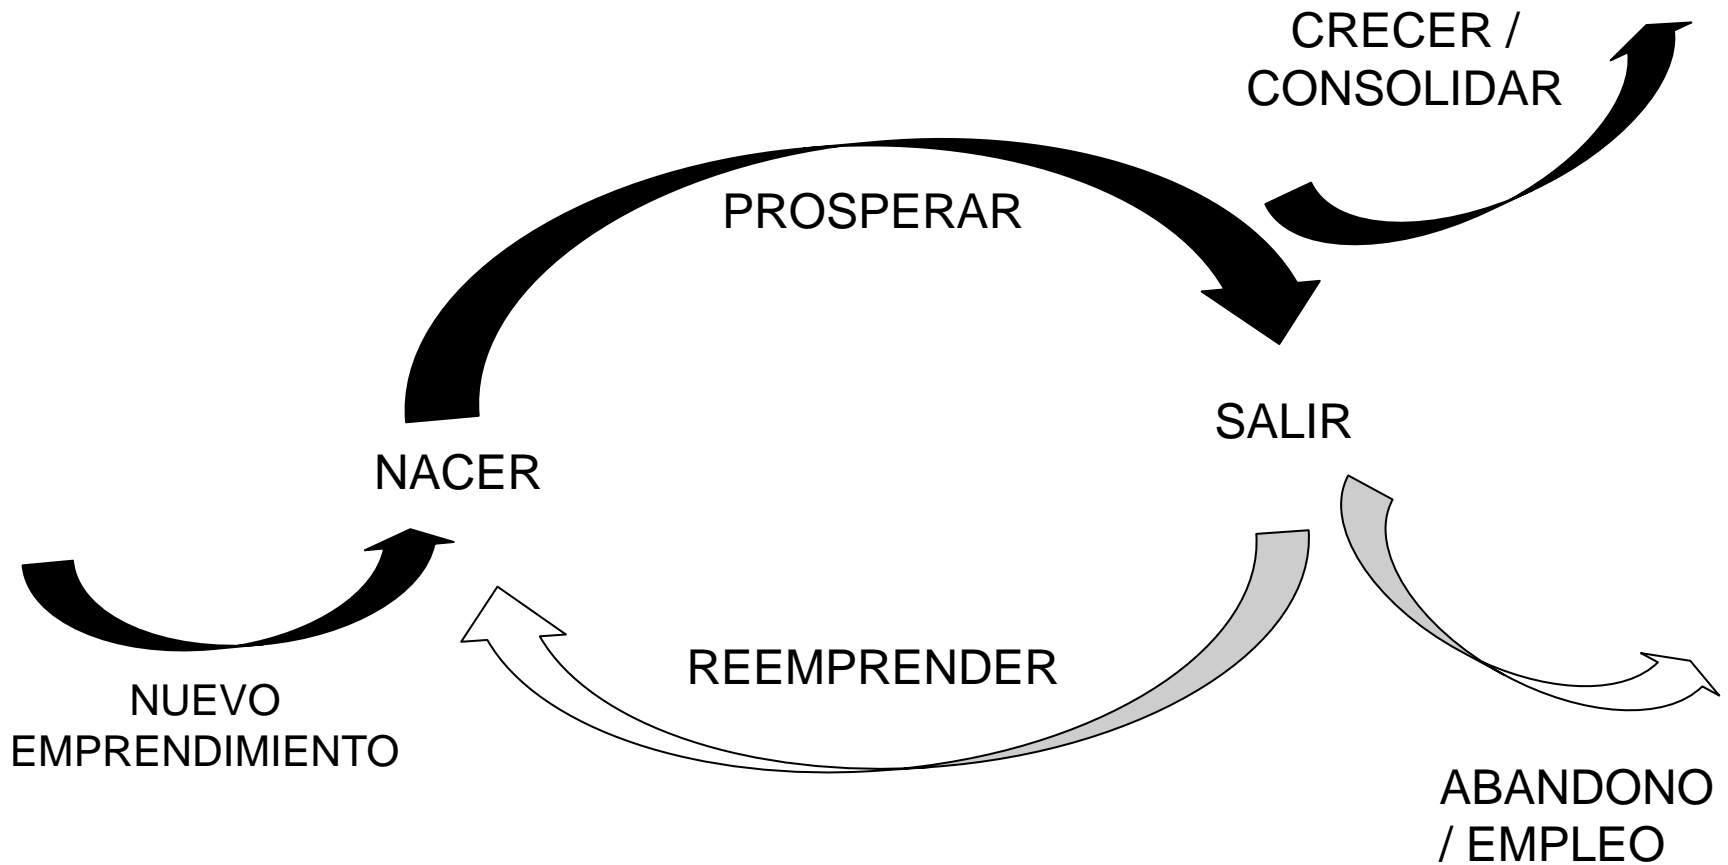 CRECER /
CONSOLIDAR
PROSPERAR
SALIR
NACER
REEMPRENDER
NUEVO
EMPRENDIMIENTO
ABANDONO
/ EMPLEO